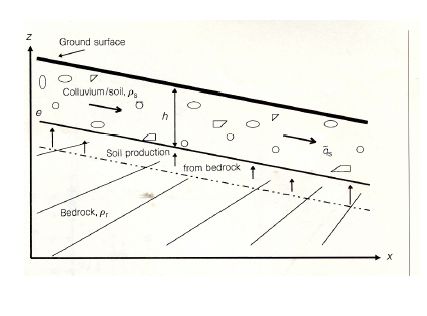 z
Ground surface
Colluvium/soil, ρs
h
e
q̃s
Soil production
from bedrock
Bedrock, ρr
x